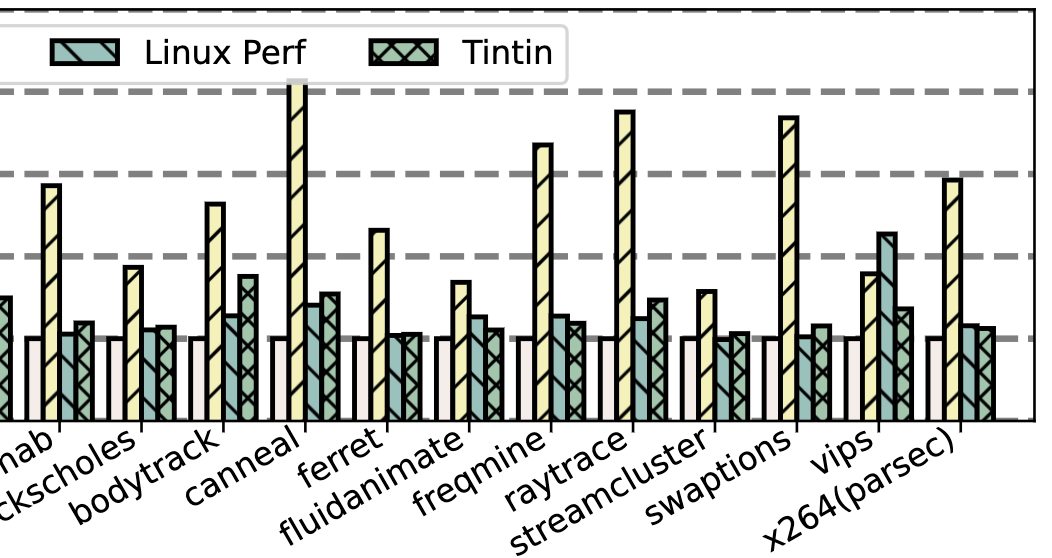 Linux Perf
Tintin
bodytrack
canneal
ferret
fluidanimate
freqmine
raytrace
streamcluster
swaptions
vips
x264(parsec)